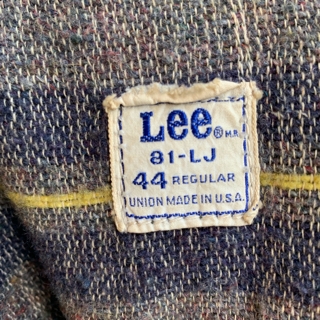 Lee® M.R.
81-LJ
44 REGULAR
UNION MADE IN U.S.A.